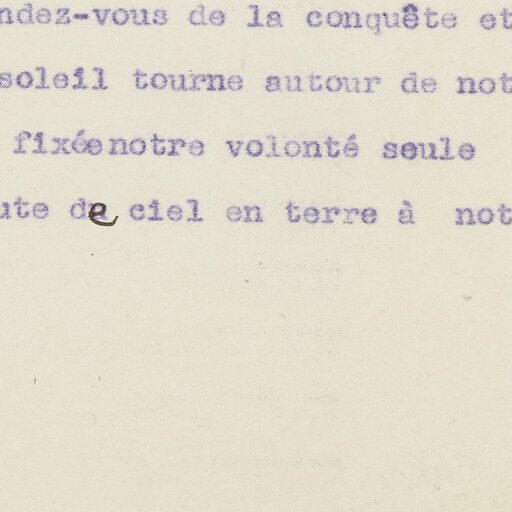 ndez-vous de la conquête et
soleil tourne autour de not
fixéenotre volonté seule
ute de ciel en terre à not